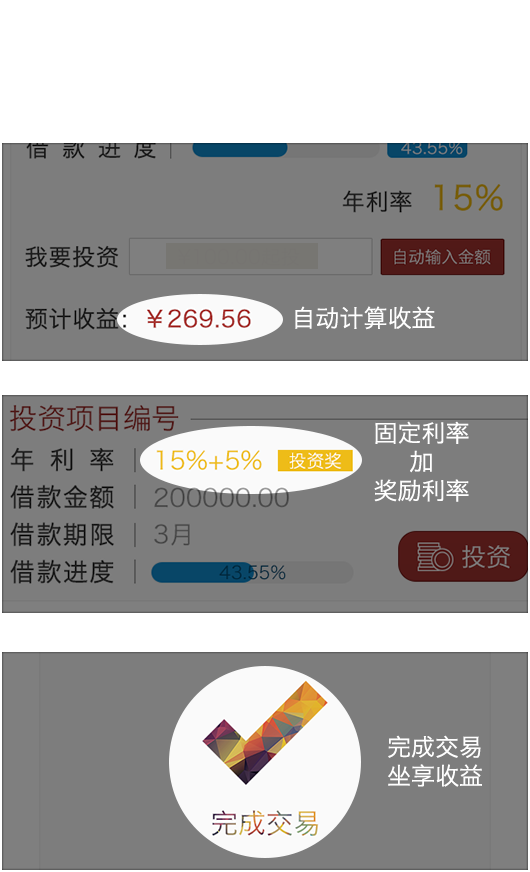 借款进度 43.55%
年利率 15%
我要投资 自动输入金额
预计收益: ￥269.56 自动计算收益
投资项目编号
年利率 15%+5% 投资奖
固定利率
加
奖励利率
借款金额 200000.00
借款期限 3月
借款进度 43.55%
投资
完成交易
完成交易
坐享收益